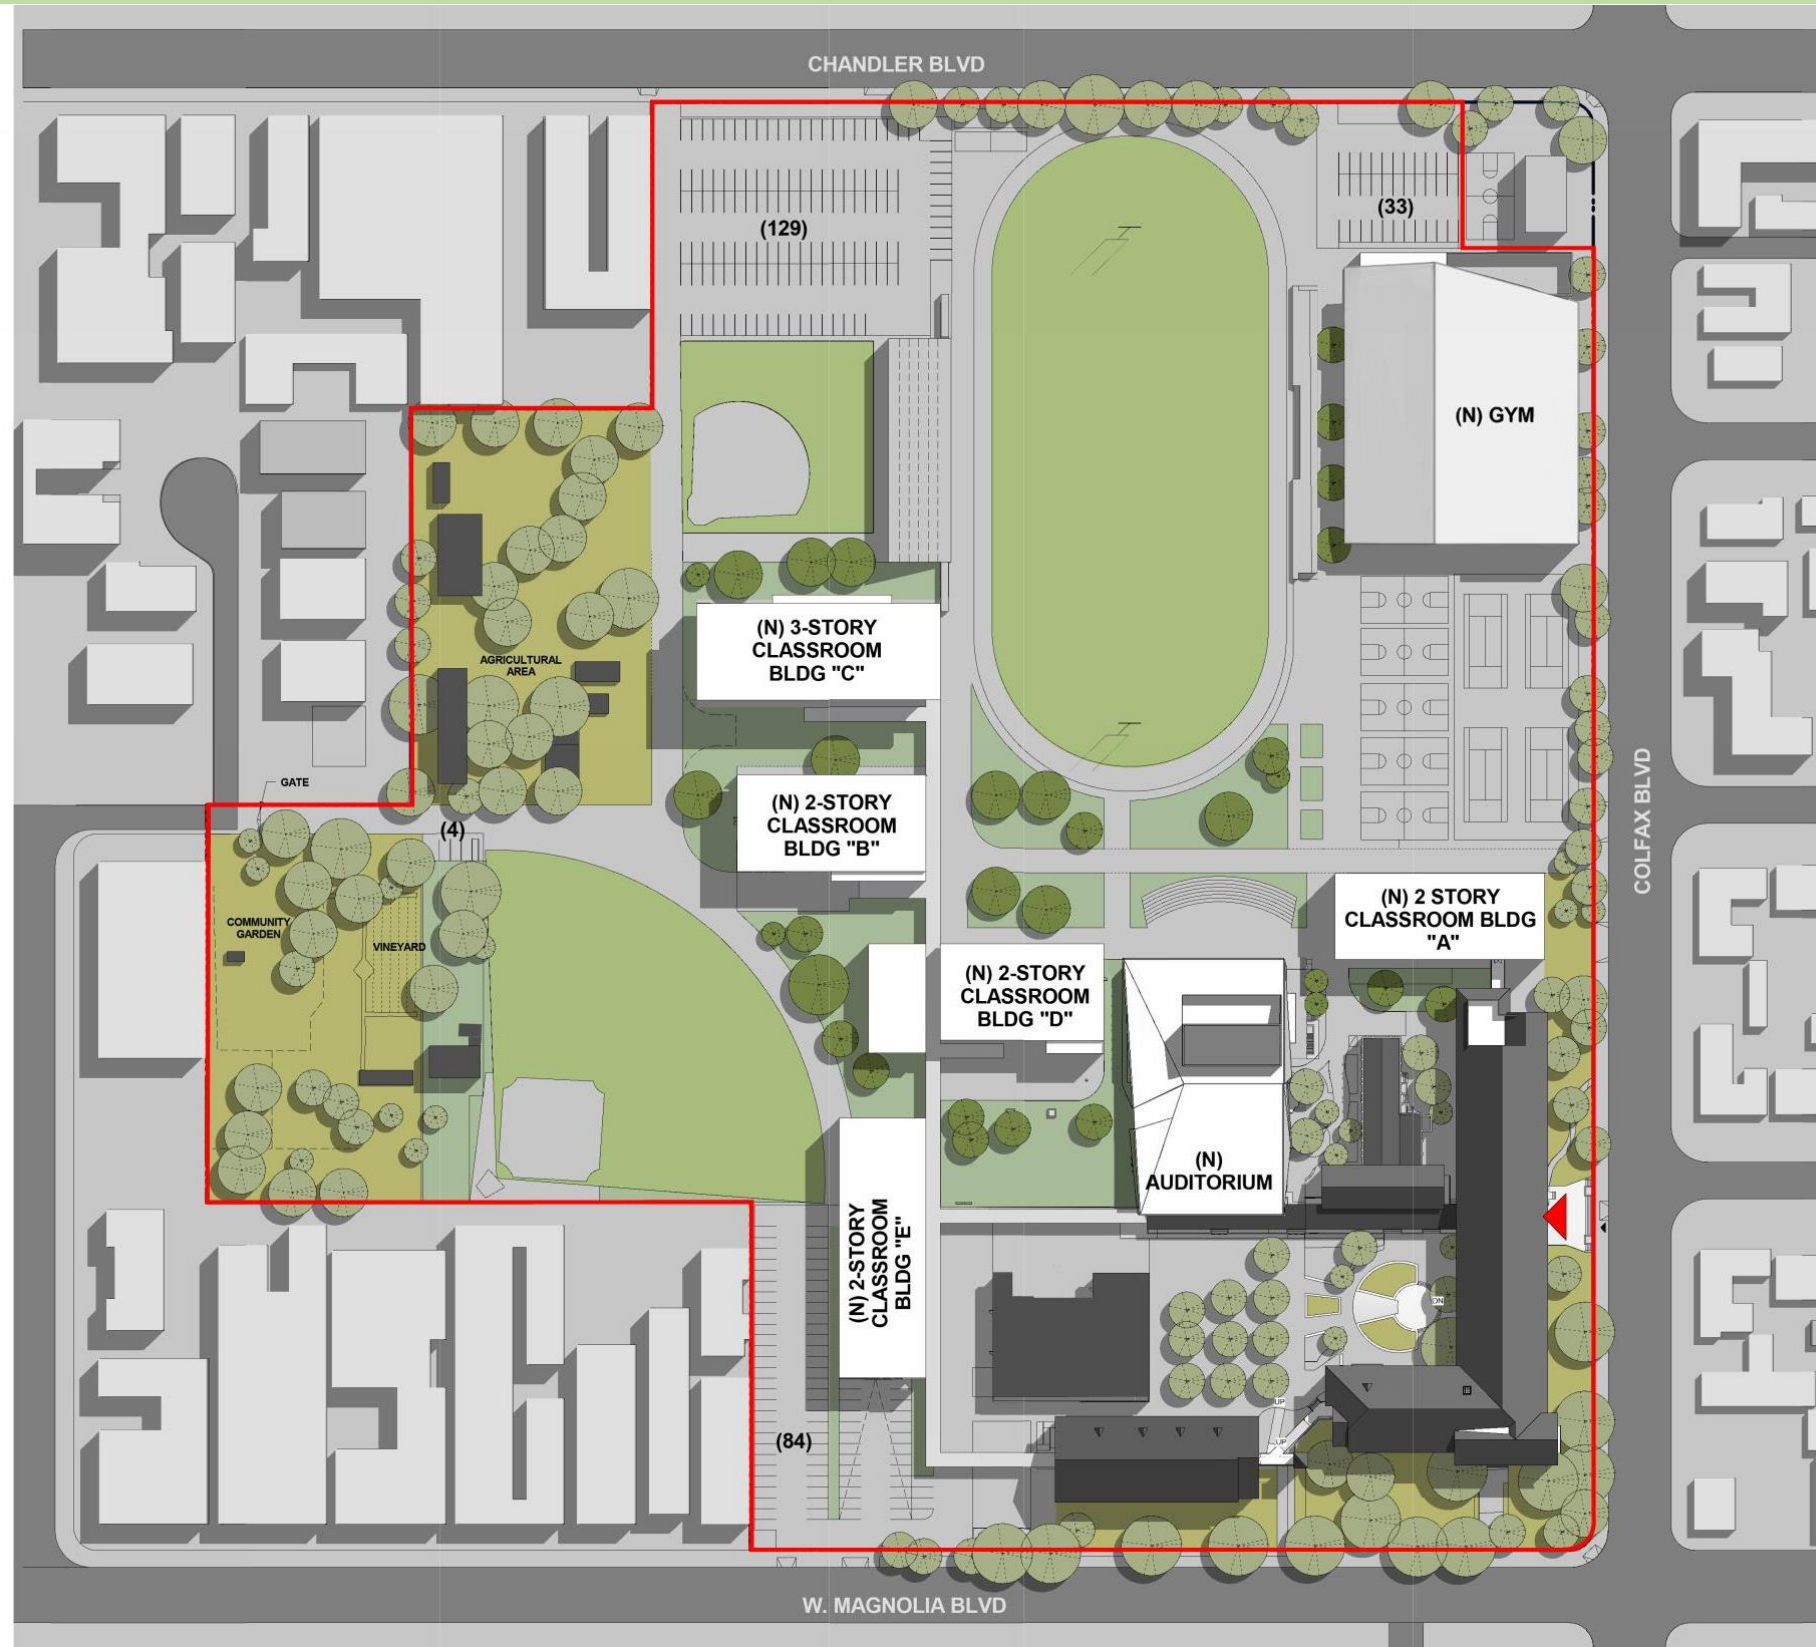 CHANDLER BLVD
(129)
(33)
(N) GYM
(N) 3-STORY
CLASSROOM
BLDG "C"
AGRICULTURAL
AREA
GATE
(N) 2-STORY
CLASSROOM
BLDG "B"
(4)
COLFAX BLVD
(N) 2 STORY
CLASSROOM BLDG
"A"
COMMUNITY
GARDEN
VINEYARD
(N) 2-STORY
CLASSROOM
BLDG "D"
(N)
AUDITORIUM
(N) 2-STORY
CLASSROOM
BLDG "E"
DN
UP
UP
(84)
W. MAGNOLIA BLVD